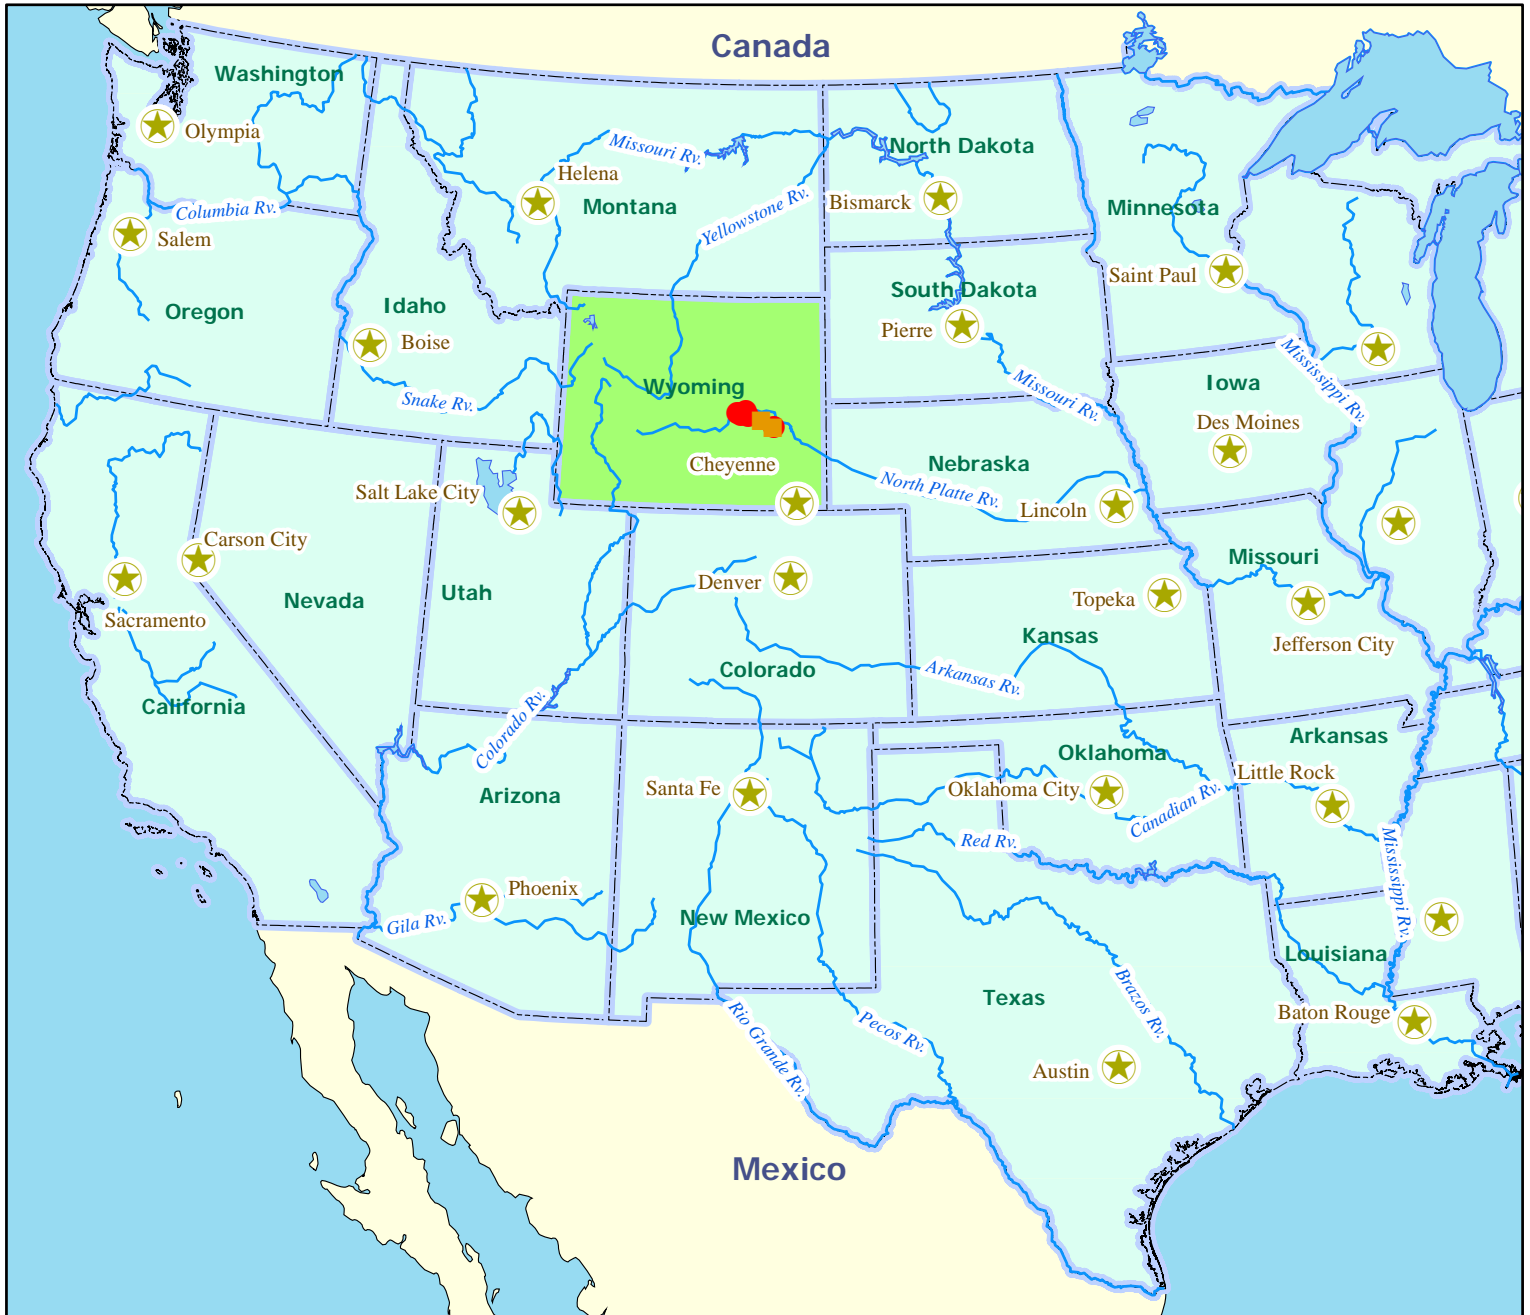 Canada
Washington
Olympia
Missouri Rv.
North Dakota
Helena
Montana
Bismarck
Minnesota
Columbia Rv.
Yellowstone Rv.
Salem
Saint Paul
Oregon
Idaho
South Dakota
Pierre
Boise
Mississippi Rv.
Wyoming
Missouri Rv.
Iowa
Snake Rv.
Des Moines
Cheyenne
Nebraska
Salt Lake City
North Platte Rv.
Lincoln
Carson City
Missouri
Denver
Utah
Nevada
Topeka
Sacramento
Kansas
Jefferson City
Colorado
Arkansas Rv.
California
Colorado Rv.
Arkansas
Oklahoma
Little Rock
Santa Fe
Oklahoma City
Arizona
Canadian Rv.
Red Rv.
Mississippi Rv.
Phoenix
Gila Rv.
New Mexico
Louisiana
Texas
Brazos Rv.
Baton Rouge
Rio Grande Rv.
Pecos Rv.
Austin
Mexico